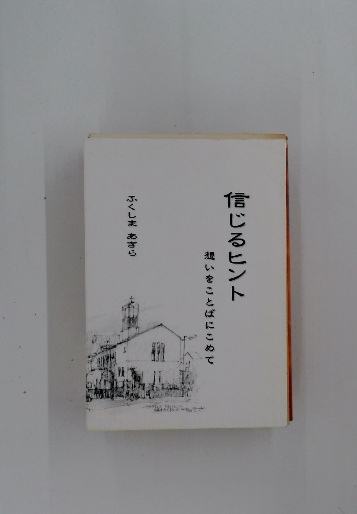 信じるヒント
想いをことばにこめて
ふくしま あきら